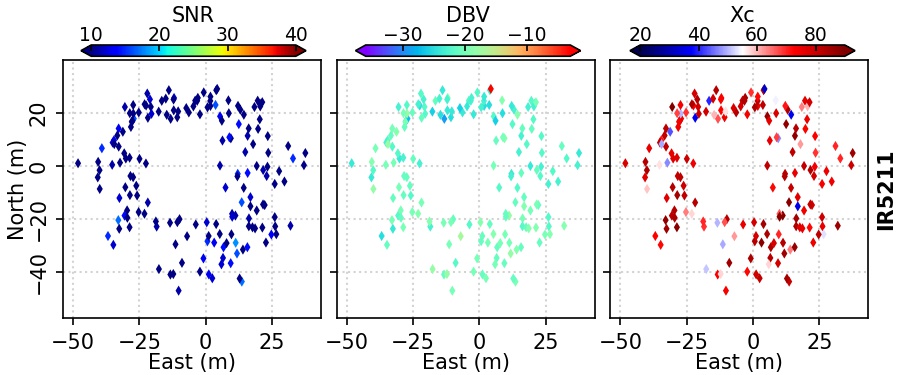 SNR DBV Xc
10 20 30 40 −30 −20 −10 20 40 60 80
20
0
−20
−40
North (m)
IR5211
−50 −25 0 25 −50 −25 0 25 −50 −25 0 25
East (m) East (m) East (m)